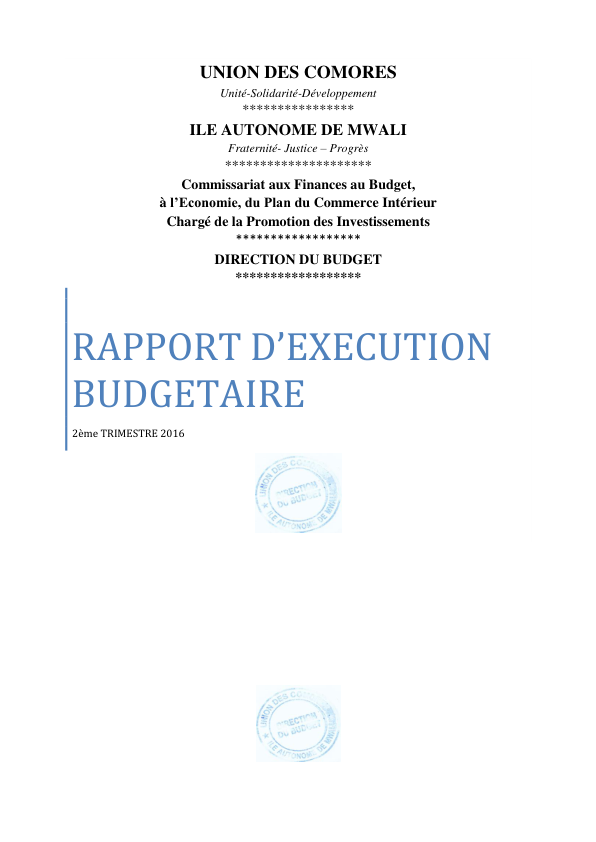 UNION DES COMORES
Unité-Solidarité-Développement
****************
ILE AUTONOME DE MWALI
Fraternité- Justice – Progrès
*********************
Commissariat aux Finances au Budget,
à l'Economie, du Plan du Commerce Intérieur
Chargé de la Promotion des Investissements
******************
DIRECTION DU BUDGET
******************
RAPPORT D’EXECUTION
BUDGETAIRE
2ème TRIMESTRE 2016
UNION DES COMORES
DIRECTION
DU BUDGET
ILE AUTONOME DE MWALI
UNION DES COMORES
DIRECTION
DU BUDGET
ILE AUTONOME DE MWALI